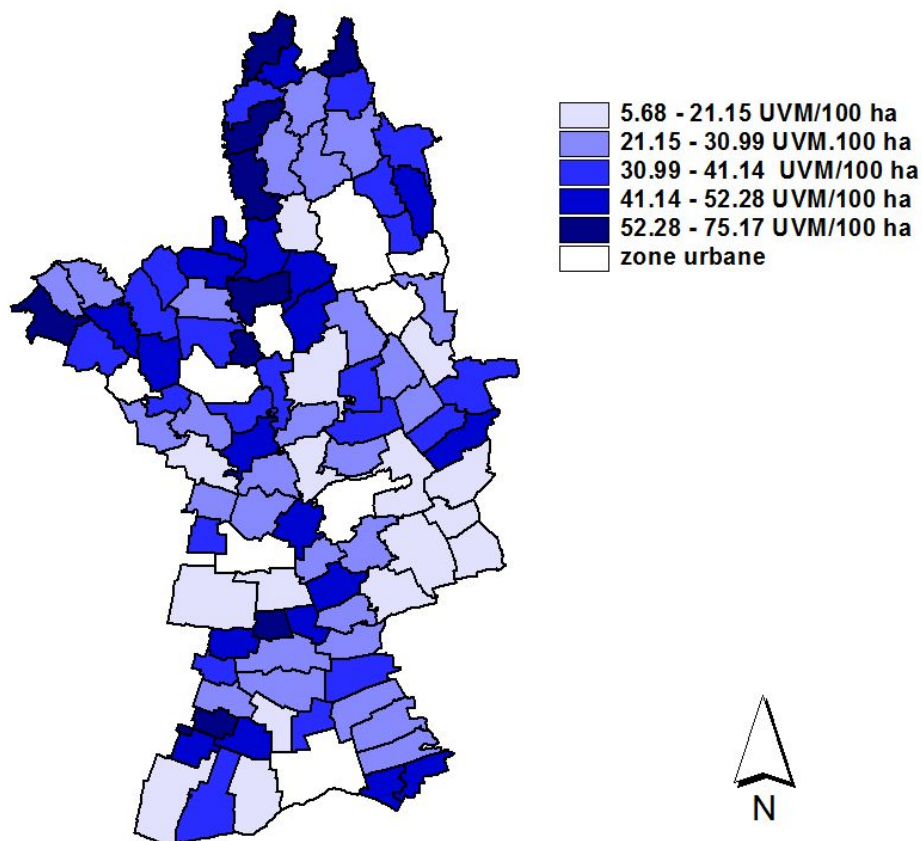 5.68 - 21.15 UVM/100 ha
21.15 - 30.99 UVM.100 ha
30.99 - 41.14 UVM/100 ha
41.14 - 52.28 UVM/100 ha
52.28 - 75.17 UVM/100 ha
zone urbane
N